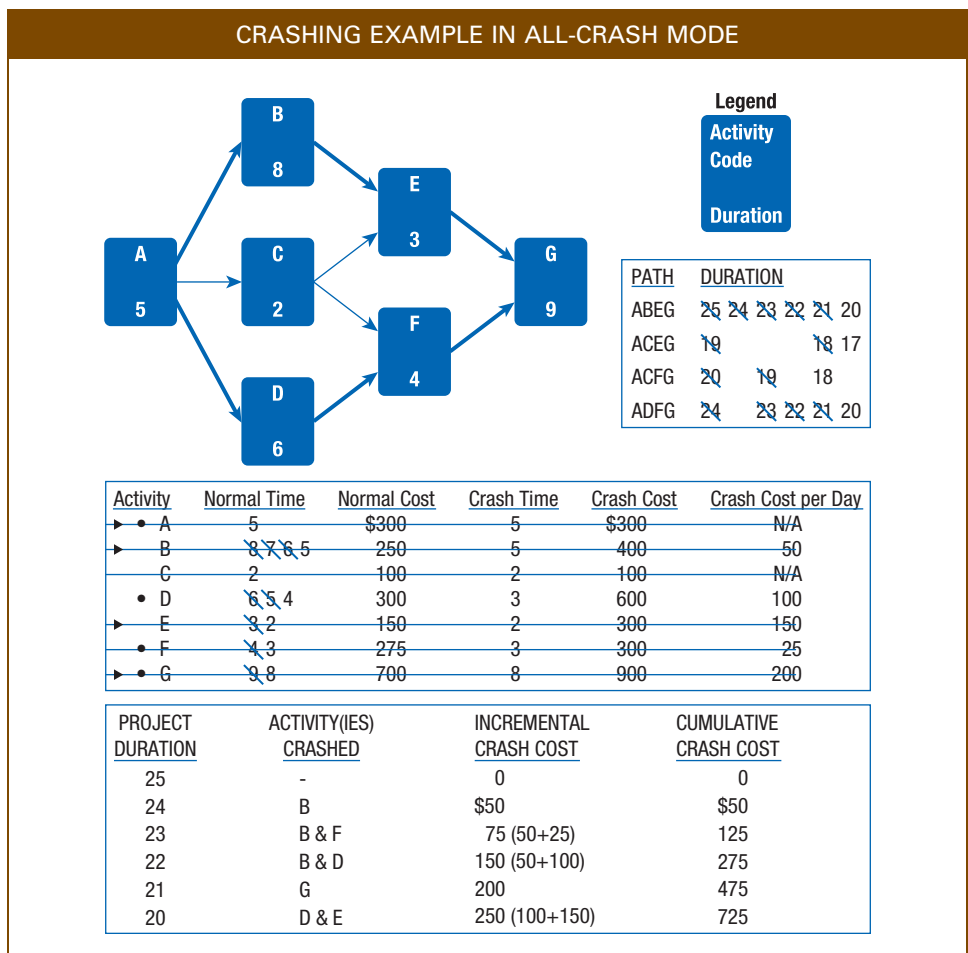 CRASHING EXAMPLE IN ALL-CRASH MODE
B
8
E
3
A
5
C
2
G
9
F
4
D
6
Legend
Activity
Code
Duration
PATH DURATION
ABEG 25 24 23 22 21 20
ACEG 19 18 17
ACFG 20 19 18
ADFG 24 23 22 21 20
Activity Normal Time Normal Cost Crash Time Crash Cost Crash Cost per Day
▶ • A 5 $300 5 $300 N/A
▶ B 8 7 6 5 250 5 400 50
C 2 100 2 100 N/A
• D 6 5 4 300 3 600 100
▶ E 3 2 150 2 300 150
• F 4 3 275 3 300 25
▶ • G 9 8 700 8 900 200
PROJECT ACTIVITY(IES) INCREMENTAL CUMULATIVE
DURATION CRASHED CRASH COST CRASH COST
25 - 0 0
24 B $50 $50
23 B & F 75 (50+25) 125
22 B & D 150 (50+100) 275
21 G 200 475
20 D & E 250 (100+150) 725